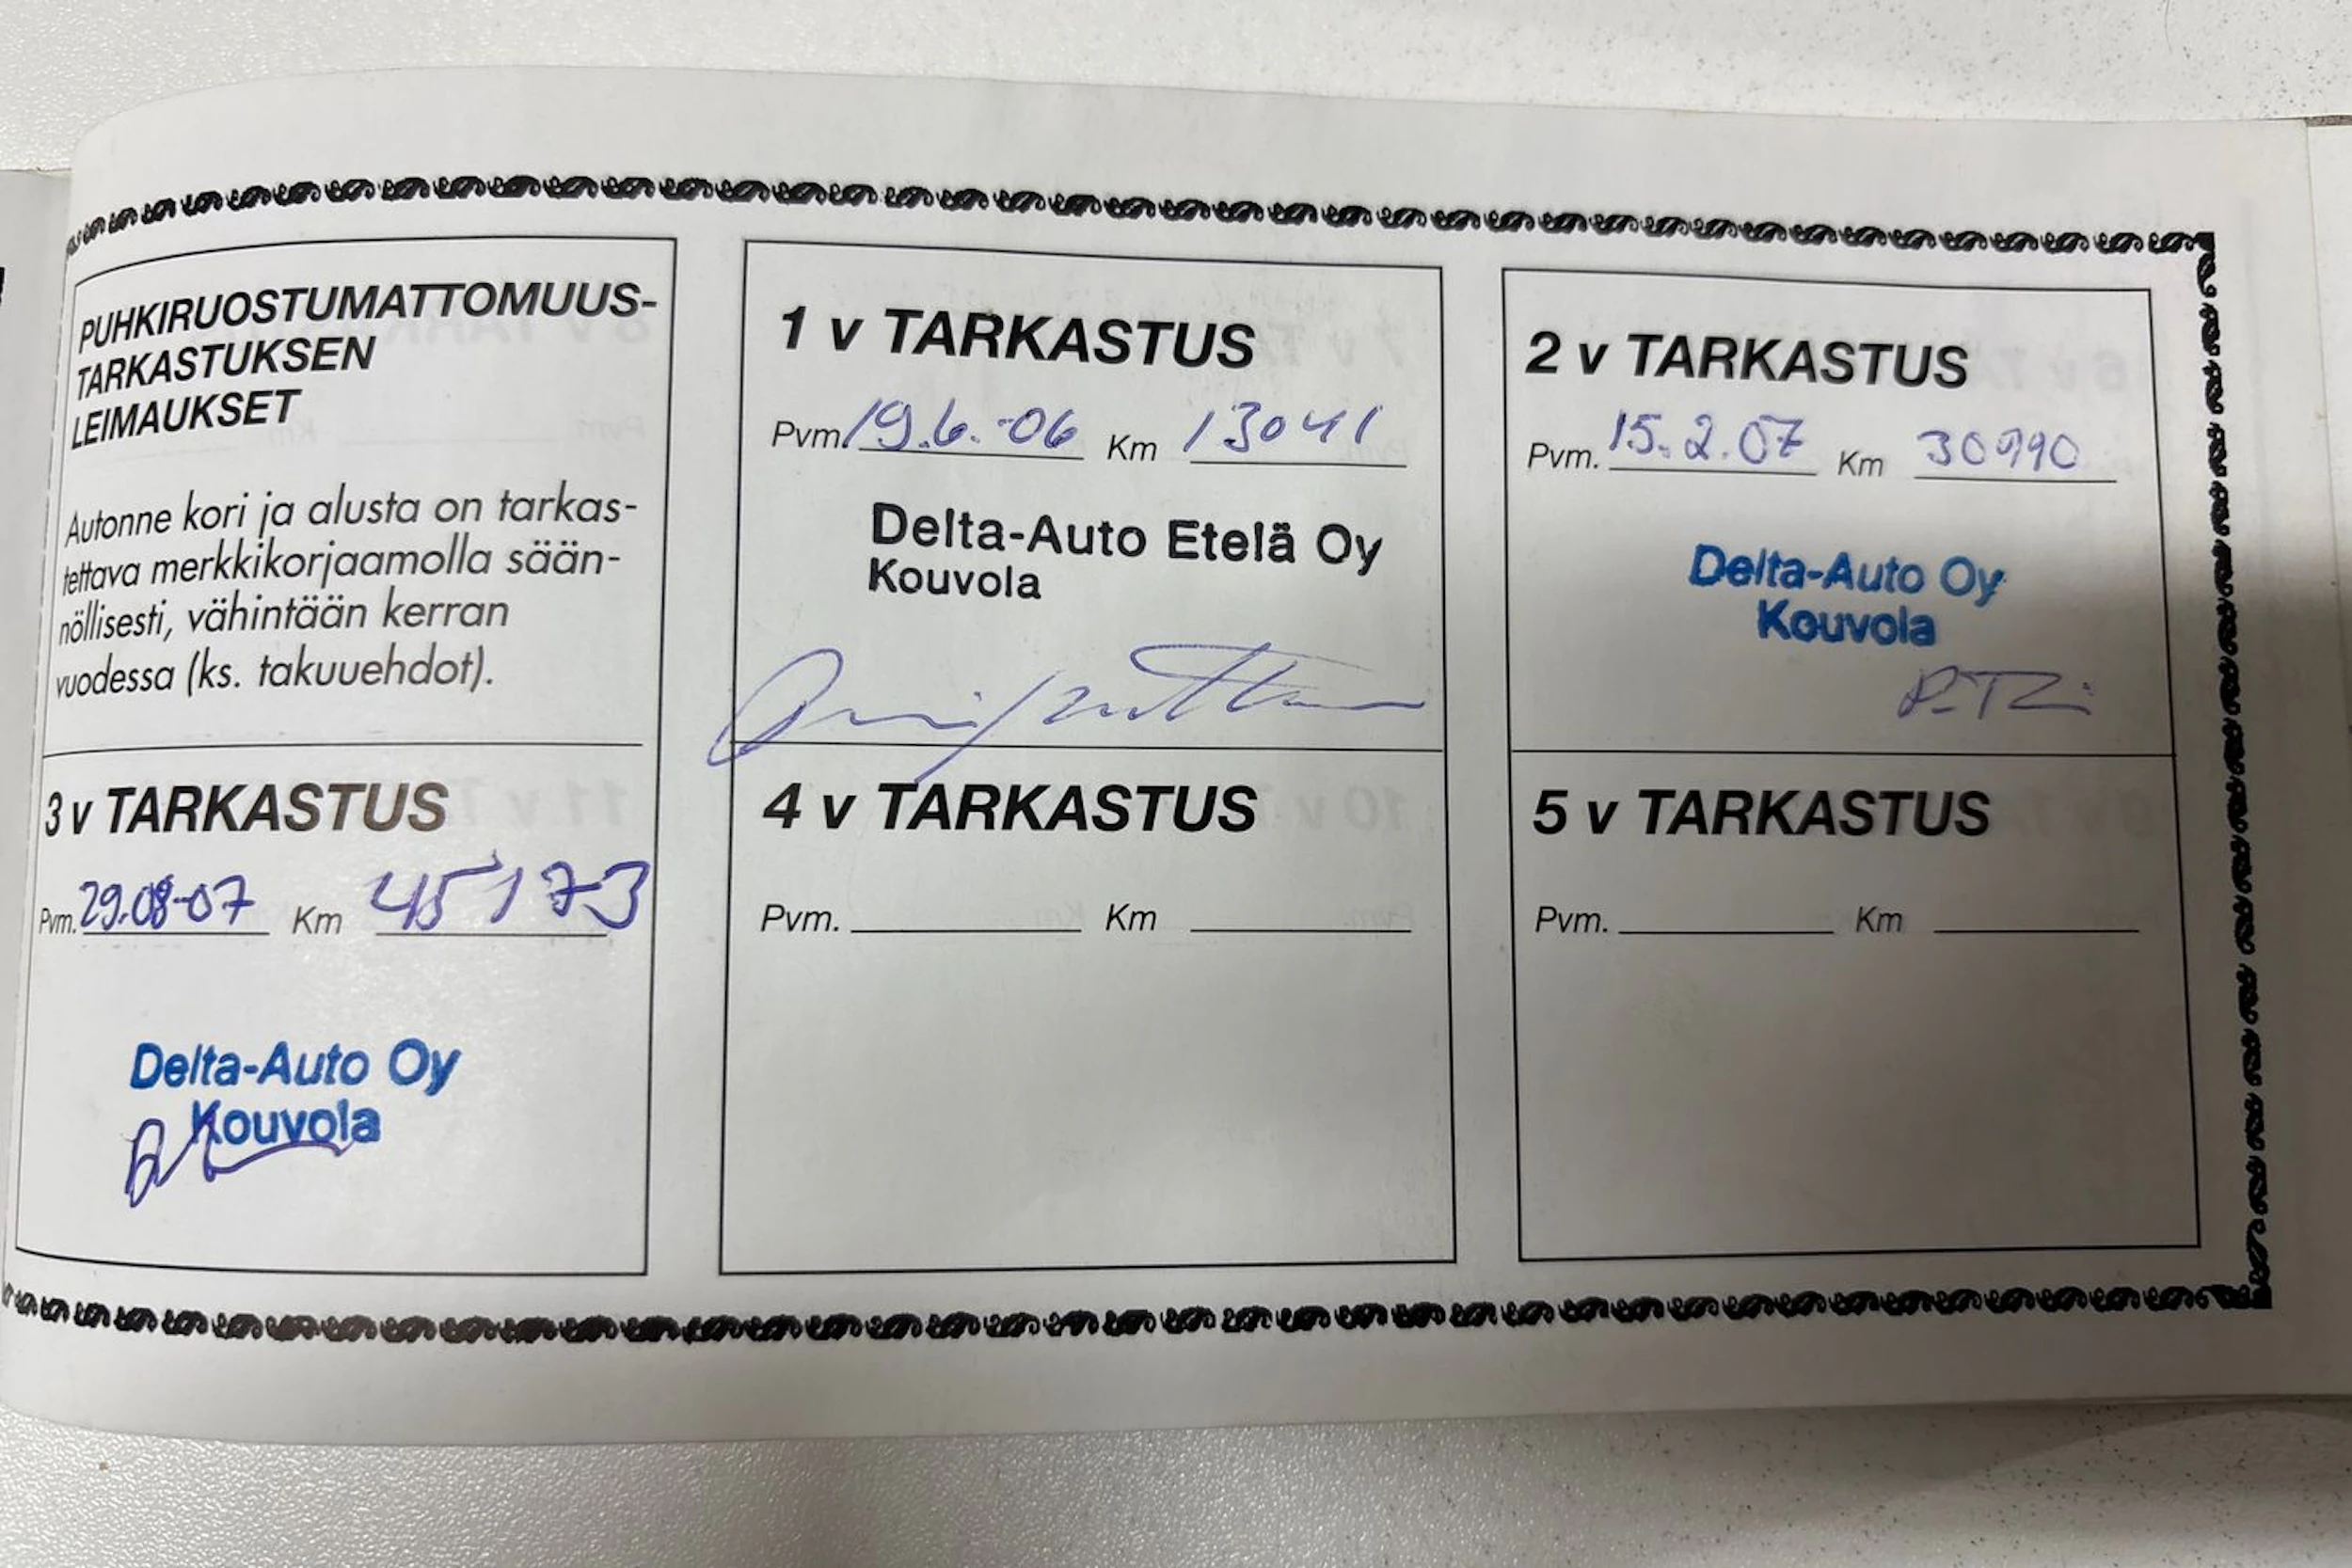 PUHKIRUOSTUMATTOMUUS-
TARKASTUKSEN
LEIMAUKSET
Autonne kori ja alusta on tarkas-
tettava merkkikorjaamolla sään-
nöllisesti, vähintään kerran
vuodessa (ks. takuuehdot).
1 v TARKASTUS
Pvm. 19.6.-06 Km 13041
Delta-Auto Etelä Oy
Kouvola
2 v TARKASTUS
Pvm. 15.2.07 Km 30990
Delta-Auto Oy
Kouvola
3 v TARKASTUS
Pvm. 29.08-07 Km 45173
Delta-Auto Oy
Kouvola
4 v TARKASTUS
Pvm. Km
5 v TARKASTUS
Pvm. Km